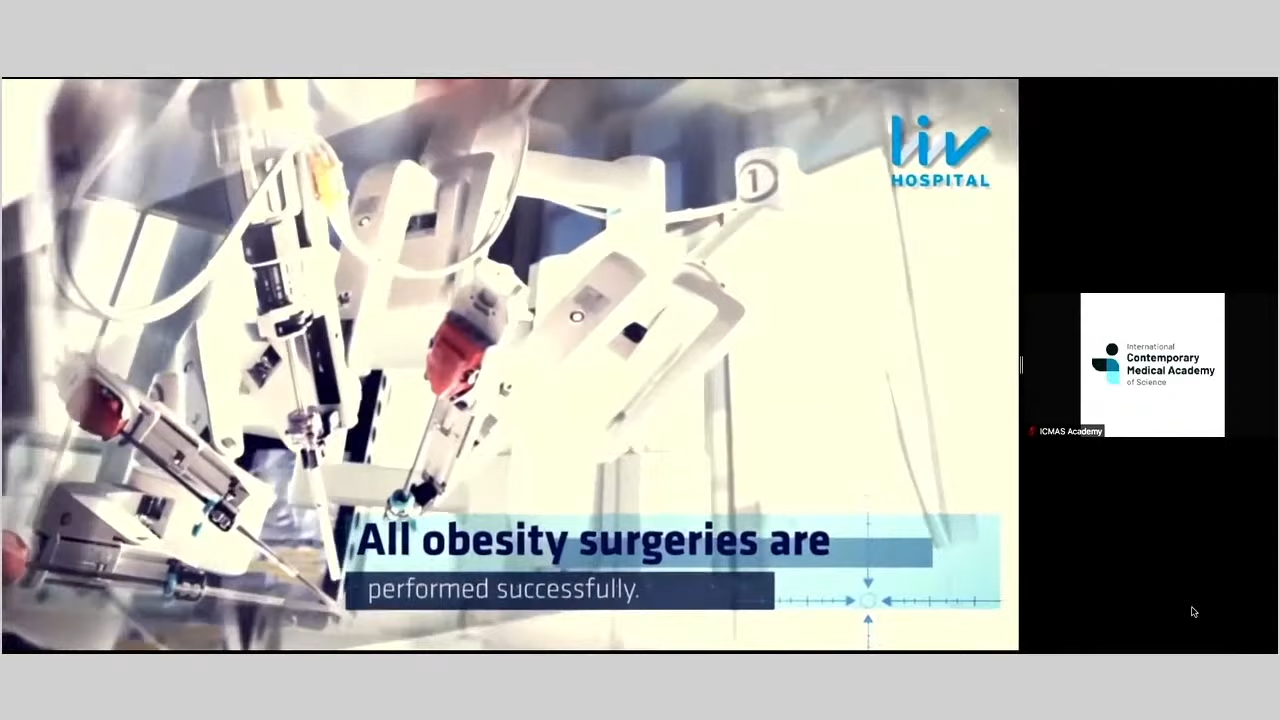 liv
HOSPITAL
1
All obesity surgeries are
performed successfully.
International
Contemporary
Medical Academy
of Science
ICMAS Academy